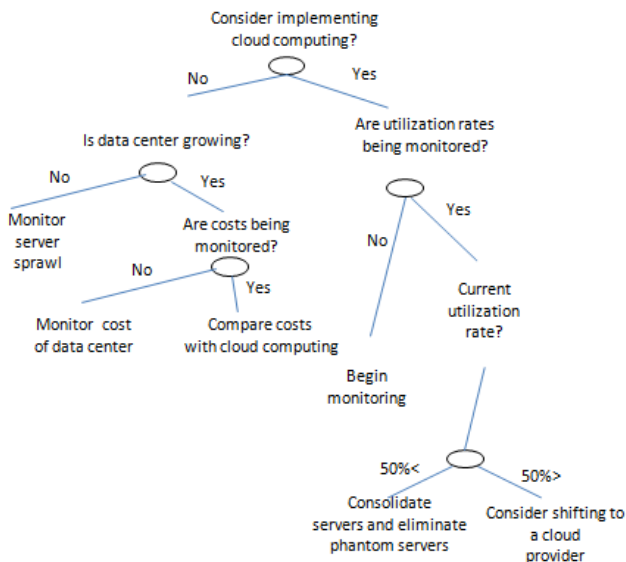 Consider implementing
cloud computing?
No
Yes
Are utilization rates
being monitored?
Is data center growing?
No
Yes
Monitor
server
sprawl
Are costs being
monitored?
No
Yes
No
Yes
Monitor cost
of data center
Compare costs
with cloud computing
Current
utilization
rate?
Begin
monitoring
50%<
50%>
Consolidate
servers and eliminate
phantom servers
Consider shifting to
a cloud
provider